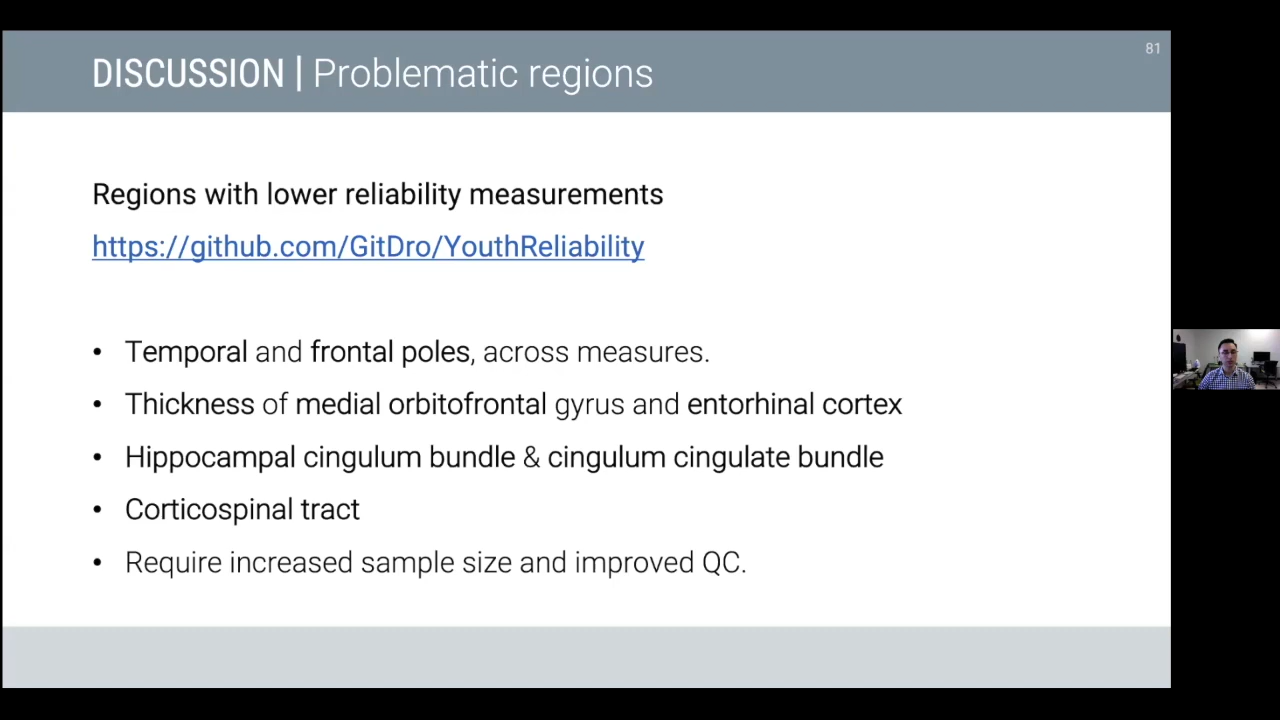 81
DISCUSSION | Problematic regions
Regions with lower reliability measurements
https://github.com/GitDro/YouthReliability
• Temporal and frontal poles, across measures.
• Thickness of medial orbitofrontal gyrus and entorhinal cortex
• Hippocampal cingulum bundle & cingulum cingulate bundle
• Corticospinal tract
• Require increased sample size and improved QC.